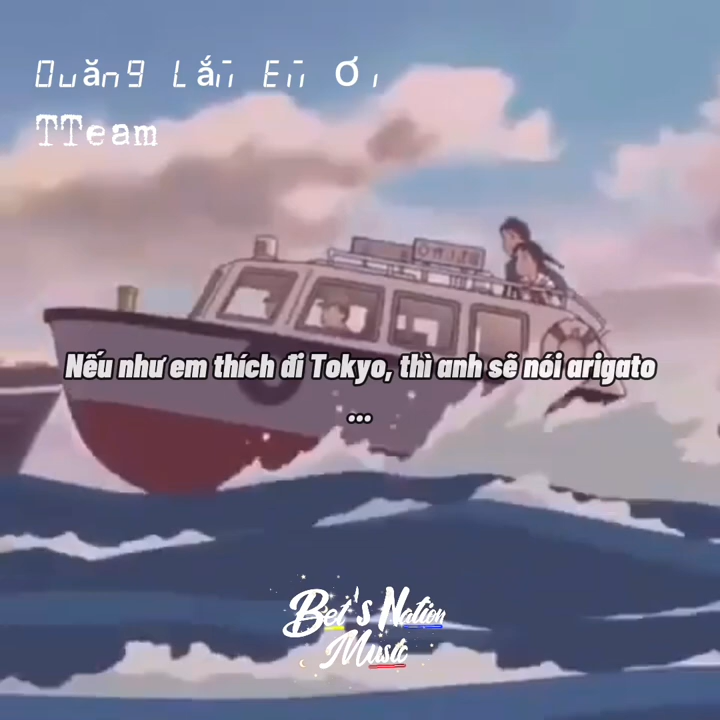 Quăng Lắm Em Ơi
TTeam
Nếu như em thích đi Tokyo, thì anh sẽ nói arigato
...
Bet's Nation
Music